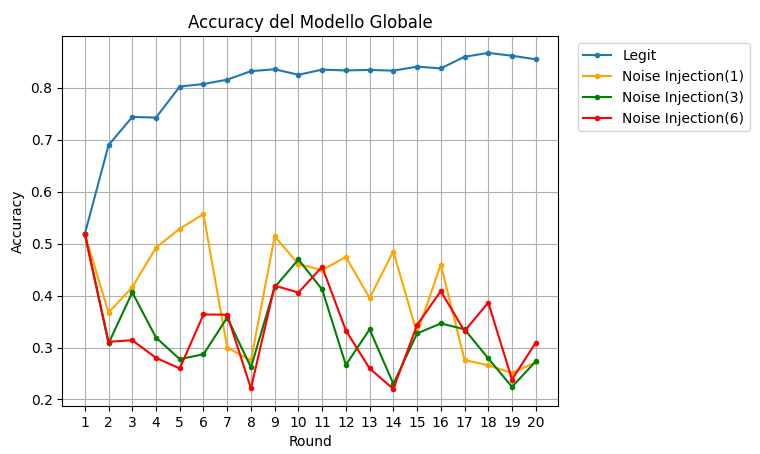 Accuracy del Modello Globale
Legit
Noise Injection(1)
Noise Injection(3)
Noise Injection(6)
Accuracy
0.8
0.7
0.6
0.5
0.4
0.3
0.2
1 2 3 4 5 6 7 8 9 10 11 12 13 14 15 16 17 18 19 20
Round